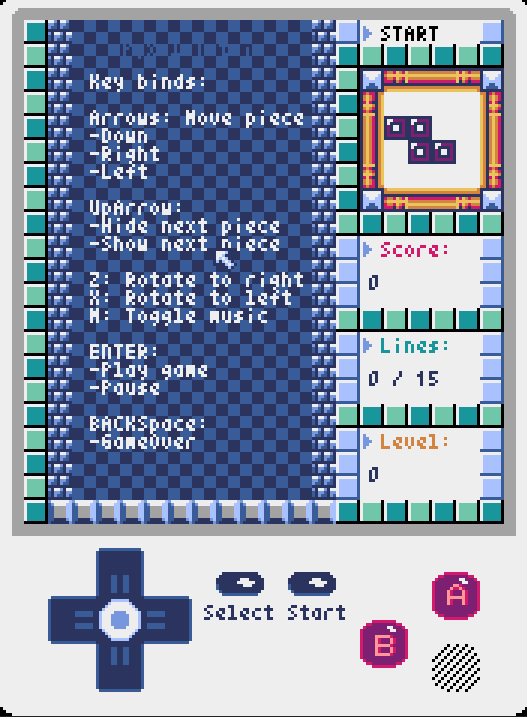 START
Key binds:
Arrows: Move piece
-Down
-Right
-Left
UpArrow:
-Hide next piece
-Show next piece
Z: Rotate to right
X: Rotate to left
M: Toggle music
ENTER:
-Play game
-Pause
BACKSpace:
-GameOver
Score:
0
Lines:
0 / 15
Level:
0
Select Start
A
B